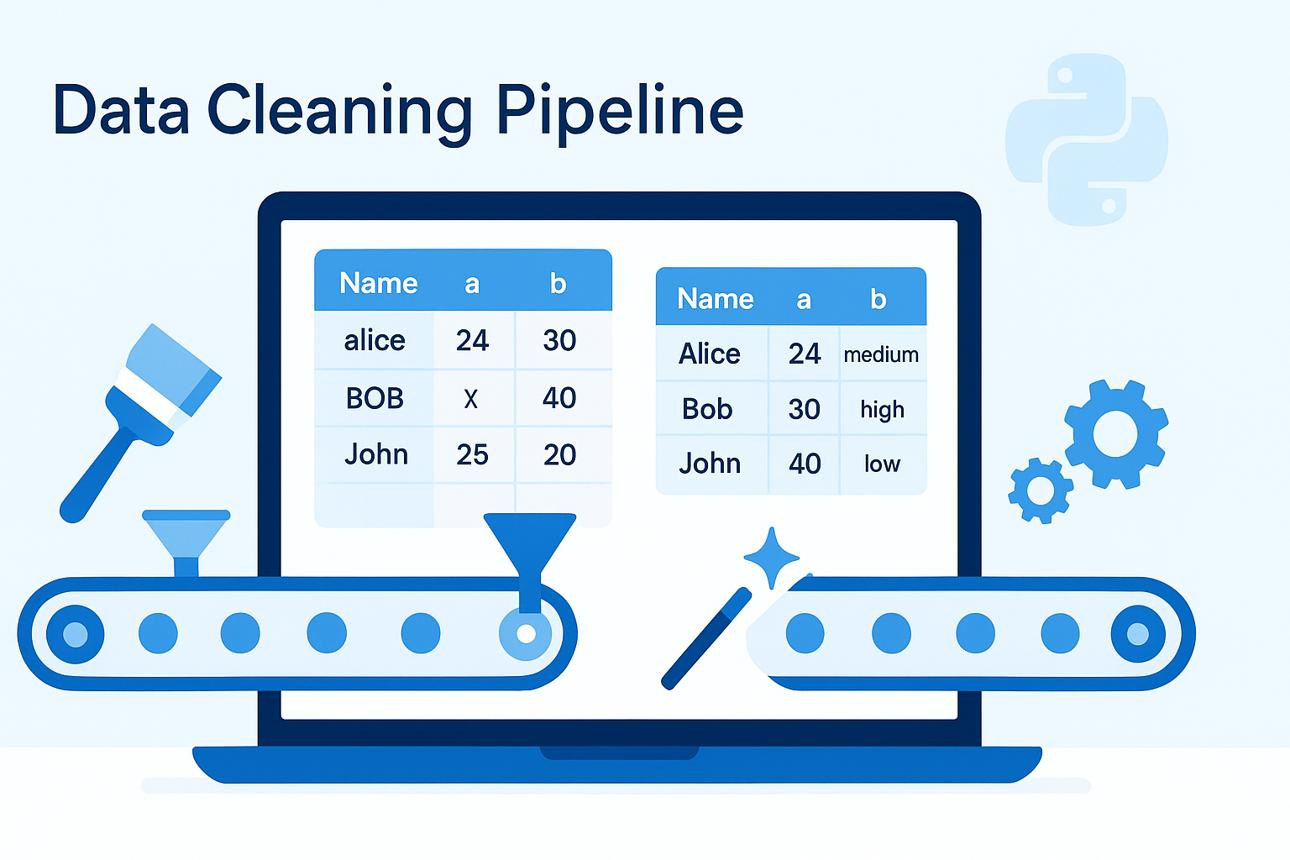 Data Cleaning Pipeline
Name a b
alice 24 30
BOB X 40
John 25 20
Name a b
Alice 24 medium
Bob 30 high
John 40 low